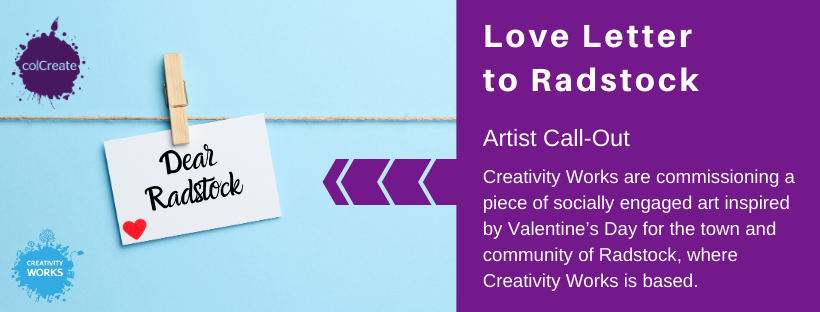 colCreate
Dear
Radstock
CREATIVITY
WORKS
Love Letter
to Radstock
Artist Call-Out
Creativity Works are commissioning a
piece of socially engaged art inspired
by Valentine's Day for the town and
community of Radstock, where
Creativity Works is based.